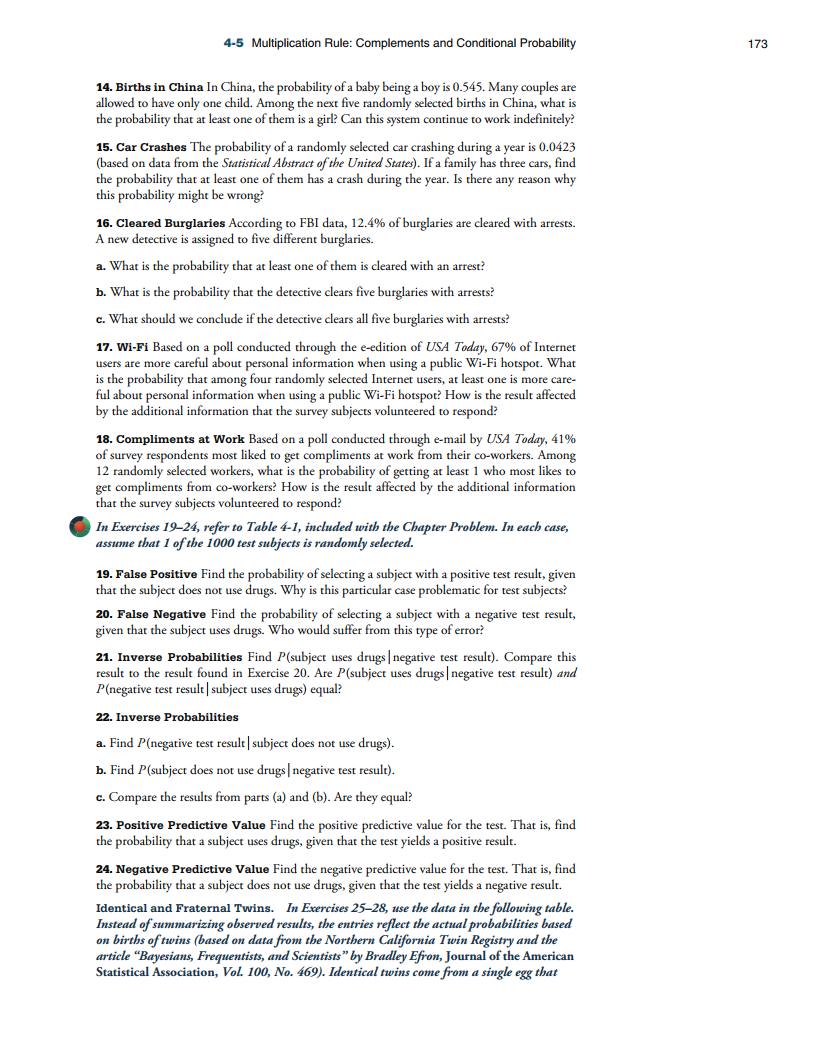 4-5 Multiplication Rule: Complements and Conditional Probability 173
14. Births in China In China, the probability of a baby being a boy is 0.545. Many couples are
allowed to have only one child. Among the next five randomly selected births in China, what is
the probability that at least one of them is a girl? Can this system continue to work indefinitely?
15. Car Crashes The probability of a randomly selected car crashing during a year is 0.0423
(based on data from the Statistical Abstract of the United States). If a family has three cars, find
the probability that at least one of them has a crash during the year. Is there any reason why
this probability might be wrong?
16. Cleared Burglaries According to FBI data, 12.4% of burglaries are cleared with arrests.
A new detective is assigned to five different burglaries.
a. What is the probability that at least one of them is cleared with an arrest?
b. What is the probability that the detective clears five burglaries with arrests?
c. What should we conclude if the detective clears all five burglaries with arrests?
17. Wi-Fi Based on a poll conducted through the e-edition of USA Today, 67% of Internet
users are more careful about personal information when using a public Wi-Fi hotspot. What
is the probability that among four randomly selected Internet users, at least one is more care-
ful about personal information when using a public Wi-Fi hotspot? How is the result affected
by the additional information that the survey subjects volunteered to respond?
18. Compliments at Work Based on a poll conducted through e-mail by USA Today, 41%
of survey respondents most liked to get compliments at work from their co-workers. Among
12 randomly selected workers, what is the probability of getting at least 1 who most likes to
get compliments from co-workers? How is the result affected by the additional information
that the survey subjects volunteered to respond?
In Exercises 19–24, refer to Table 4-1, included with the Chapter Problem. In each case,
assume that 1 of the 1000 test subjects is randomly selected.
19. False Positive Find the probability of selecting a subject with a positive test result, given
that the subject does not use drugs. Why is this particular case problematic for test subjects?
20. False Negative Find the probability of selecting a subject with a negative test result,
given that the subject uses drugs. Who would suffer from this type of error?
21. Inverse Probabilities Find P(subject uses drugs | negative test result). Compare this
result to the result found in Exercise 20. Are P(subject uses drugs | negative test result) and
P(negative test result | subject uses drugs) equal?
22. Inverse Probabilities
a. Find P(negative test result | subject does not use drugs).
b. Find P(subject does not use drugs | negative test result).
c. Compare the results from parts (a) and (b). Are they equal?
23. Positive Predictive Value Find the positive predictive value for the test. That is, find
the probability that a subject uses drugs, given that the test yields a positive result.
24. Negative Predictive Value Find the negative predictive value for the test. That is, find
the probability that a subject does not use drugs, given that the test yields a negative result.
Identical and Fraternal Twins. In Exercises 25–28, use the data in the following table.
Instead of summarizing observed results, the entries reflect the actual probabilities based
on births of twins (based on data from the Northern California Twin Registry and the
article “Bayesians, Frequentists, and Scientists” by Bradley Efron, Journal of the American
Statistical Association, Vol. 100, No. 469). Identical twins come from a single egg that